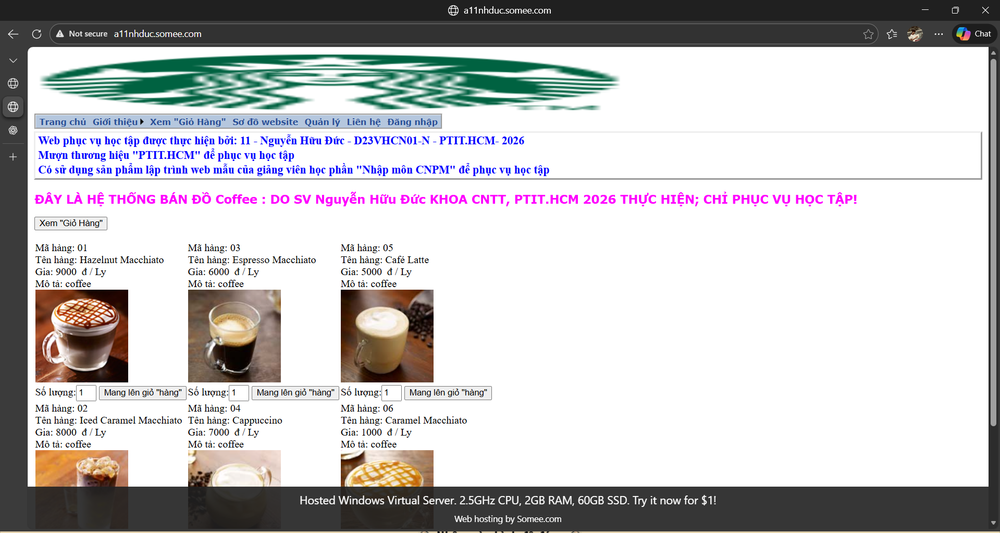 a11nhduc.somee.com
Not secure a11nhduc.somee.com
Chat
Trang chủ Giới thiệu Xem "Giỏ Hàng" Sơ đồ website Quản lý Liên hệ Đăng nhập
Web phục vụ học tập được thực hiện bởi: 11 - Nguyễn Hữu Đức - D23VHCN01-N - PTIT.HCM- 2026
Mượn thương hiệu "PTIT.HCM" để phục vụ học tập
Có sử dụng sản phẩm lập trình web mẫu của giảng viên học phần "Nhập môn CNPM" để phục vụ học tập
ĐÂY LÀ HỆ THỐNG BÁN ĐỒ Coffee : DO SV Nguyễn Hữu Đức KHOA CNTT, PTIT.HCM 2026 THỰC HIỆN; CHỈ PHỤC VỤ HỌC TẬP!
Xem "Giỏ Hàng"
Mã hàng: 01 Mã hàng: 03 Mã hàng: 05
Tên hàng: Hazelnut Macchiato Tên hàng: Espresso Macchiato Tên hàng: Café Latte
Gia: 9000 đ / Ly Gia: 6000 đ / Ly Gia: 5000 đ / Ly
Mô tả: coffee Mô tả: coffee Mô tả: coffee
Số lượng: 1 Mang lên giỏ "hàng" Số lượng: 1 Mang lên giỏ "hàng" Số lượng: 1 Mang lên giỏ "hàng"
Mã hàng: 02 Mã hàng: 04 Mã hàng: 06
Tên hàng: Iced Caramel Macchiato Tên hàng: Cappuccino Tên hàng: Caramel Macchiato
Gia: 8000 đ / Ly Gia: 7000 đ / Ly Gia: 1000 đ / Ly
Mô tả: coffee Mô tả: coffee Mô tả: coffee
Hosted Windows Virtual Server. 2.5GHz CPU, 2GB RAM, 60GB SSD. Try it now for $1!
Web hosting by Somee.com